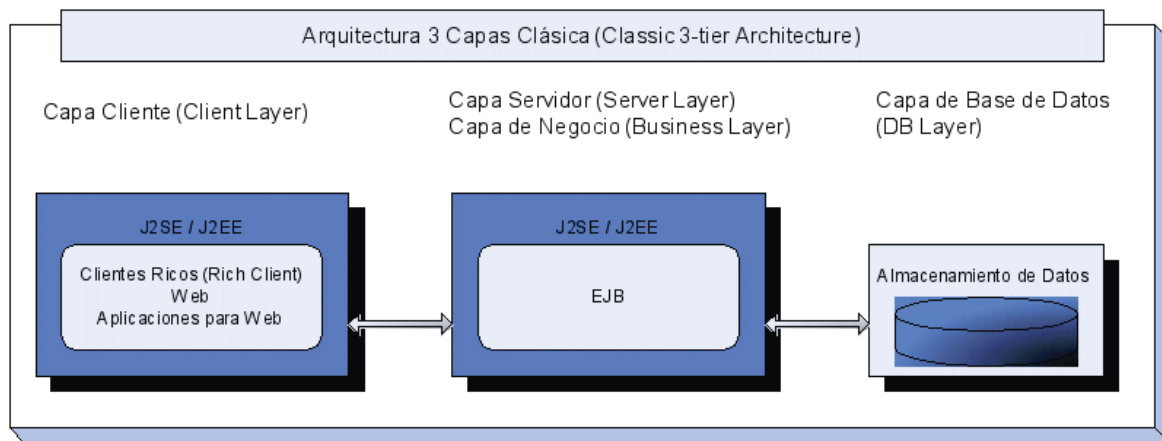 Arquitectura 3 Capas Clásica (Classic 3-tier Architecture)
Capa Cliente (Client Layer)
Capa Servidor (Server Layer)
Capa de Negocio (Business Layer)
Capa de Base de Datos
(DB Layer)
J2SE / J2EE
Clientes Ricos (Rich Client)
Web
Aplicaciones para Web
J2SE / J2EE
EJB
Almacenamiento de Datos